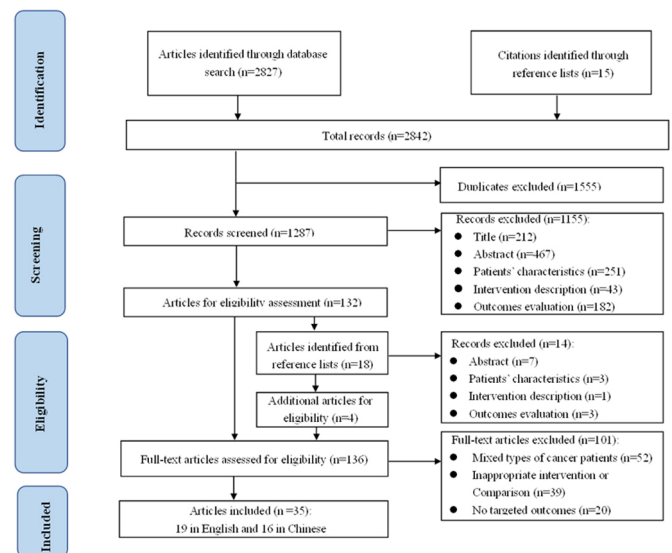 Identification
Articles identified through database
search (n=2827)
Citations identified through
reference lists (n=15)
Total records (n=2842)
Duplicates excluded (n=1555)
Screening
Records screened (n=1287)
Records excluded (n=1155):
● Title (n=212)
● Abstract (n=467)
● Patients' characteristics (n=251)
● Intervention description (n=43)
● Outcomes evaluation (n=182)
Articles for eligibility assessment (n=132)
Eligibility
Articles identified from
reference lists (n=18)
Records excluded (n=14):
● Abstract (n=7)
● Patients' characteristics (n=3)
● Intervention description (n=1)
● Outcomes evaluation (n=3)
Additional articles for
eligibility (n=4)
Full-text articles assessed for eligibility (n=136)
Full-text articles excluded (n=101):
● Mixed types of cancer patients (n=52)
● Inappropriate intervention or
Comparison (n=39)
● No targeted outcomes (n=20)
Included
Articles included (n =35):
19 in English and 16 in Chinese